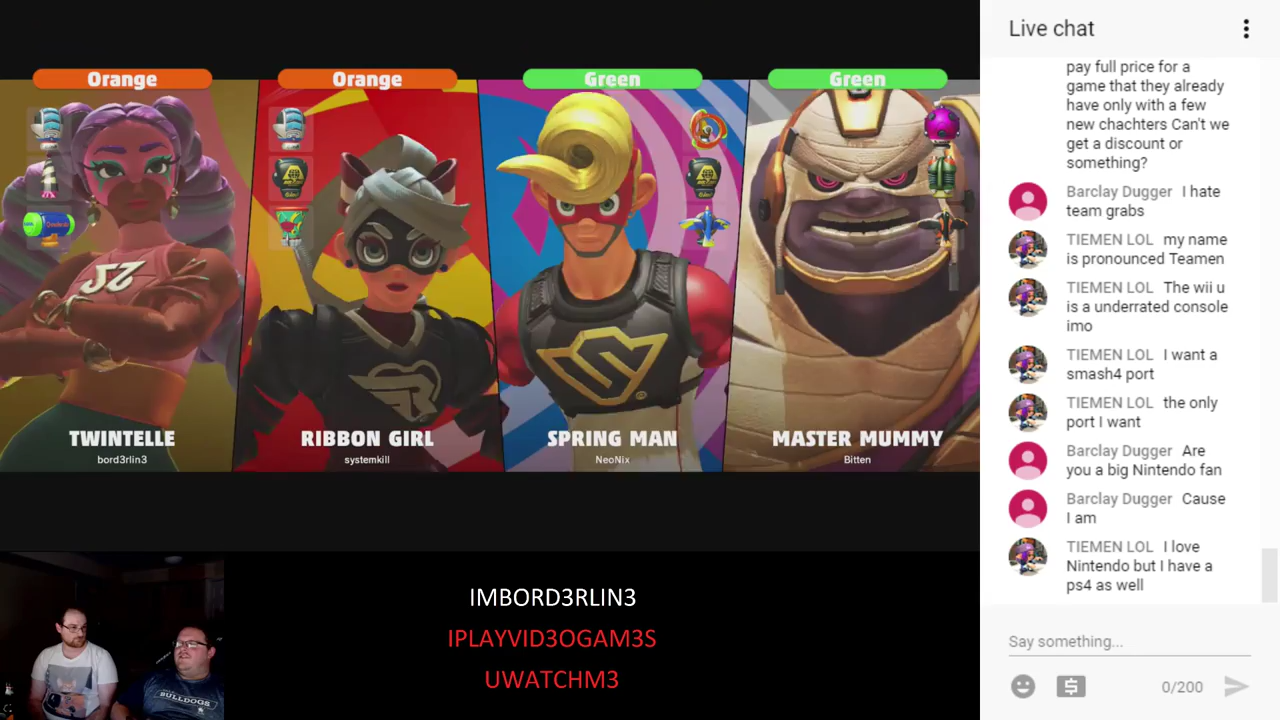 Orange
Orange
Green
Green
TWINTELLE
bord3rlin3
RIBBON GIRL
systemkill
SPRING MAN
NeoNix
MASTER MUMMY
Bitten
BULLDOGS
IMBORD3RLIN3
IPLAYVID3OGAM3S
UWATCHM3
Live chat
pay full price for a
game that they already
have only with a few
new chachters Can't we
get a discount or
something?
Barclay Dugger I hate
team grabs
TIEMEN LOL my name
is pronounced Teamen
TIEMEN LOL The wii u
is a underrated console
imo
TIEMEN LOL I want a
smash4 port
TIEMEN LOL the only
port I want
Barclay Dugger Are
you a big Nintendo fan
Barclay Dugger Cause
I am
TIEMEN LOL I love
Nintendo but I have a
ps4 as well
Say something...
0/200